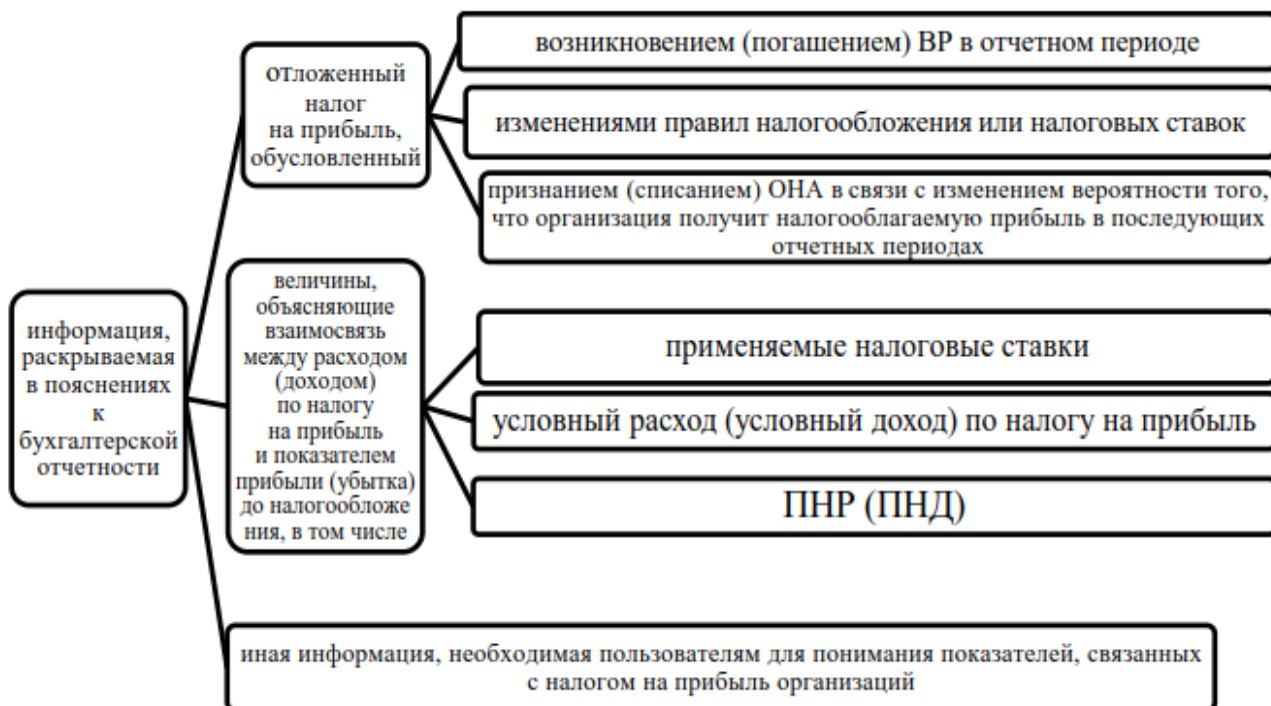 информация,
раскрываемая
в пояснениях
к
бухгалтерской
отчетности
отложенный
налог
на прибыль,
обусловленный
возникновением (погашением) ВР в отчетном периоде
изменениями правил налогообложения или налоговых ставок
признанием (списанием) ОНА в связи с изменением вероятности того,
что организация получит налогооблагаемую прибыль в последующих
отчетных периодах
величины,
объясняющие
взаимосвязь
между расходом
(доходом)
по налогу
на прибыль
и показателем
прибыли (убытка)
до налогообложе
ния, в том числе
применяемые налоговые ставки
условный расход (условный доход) по налогу на прибыль
ПНР (ПНД)
иная информация, необходимая пользователям для понимания показателей, связанных
с налогом на прибыль организаций